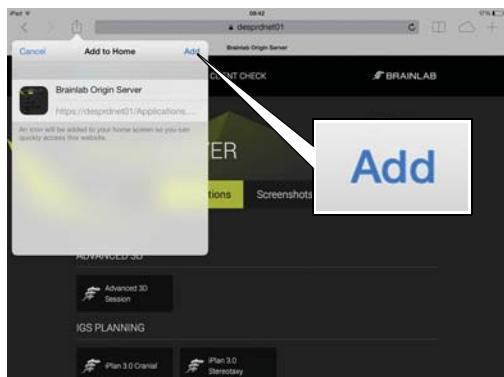 iPad
09:42
17%
desprdnet01
Cancel
Add to Home
Add
Brainlab Origin Server
CLIENT CHECK
BRAINLAB
Brainlab Origin Server
https://desprdnet01/Applications....
An icon will be added to your home screen so you can
quickly access this website.
ER
Add
tions
Screenshots
ADVANCED 3D
Advanced 3D
Session
IGS PLANNING
iPlan 3.0 Cranial
iPlan 3.0
Stereotaxy